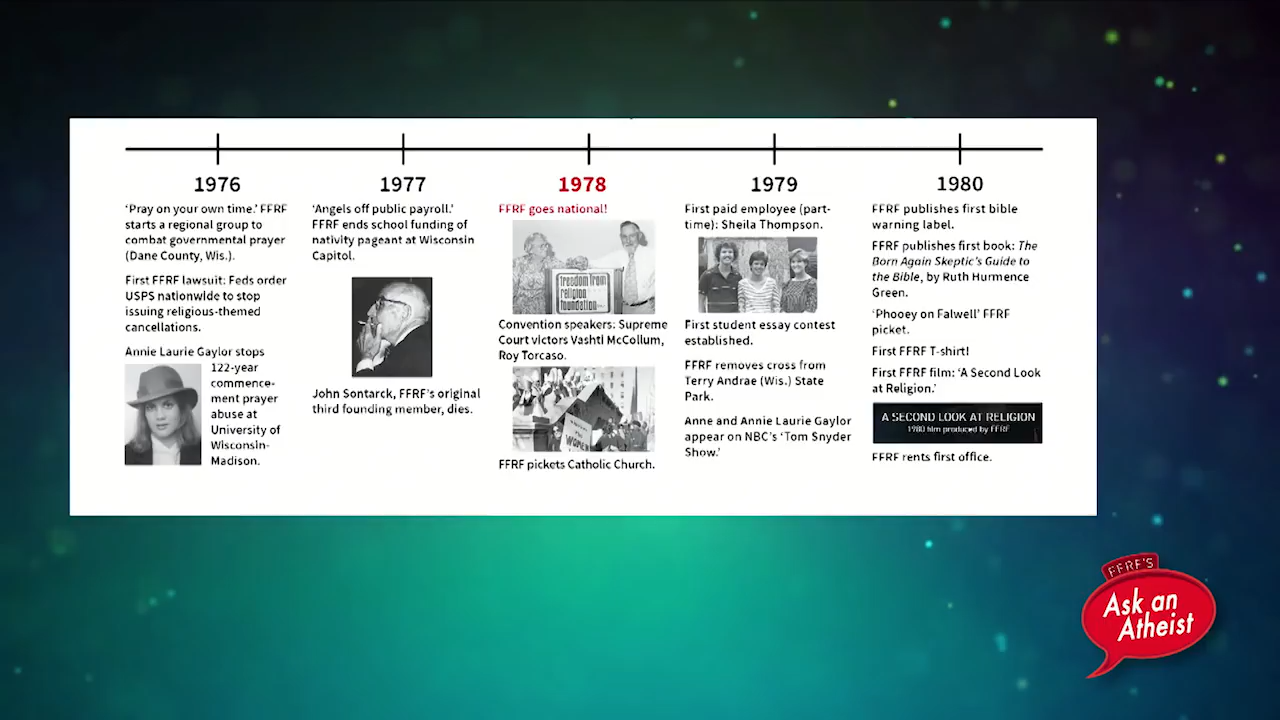 1976
'Pray on your own time.' FFRF
starts a regional group to
combat governmental prayer
(Dane County, Wis.).
First FFRF lawsuit: Feds order
USPS nationwide to stop
issuing religious-themed
cancellations.
Annie Laurie Gaylor stops
122-year
commence-
ment prayer
abuse at
University of
Wisconsin-
Madison.
1977
'Angels off public payroll.'
FFRF ends school funding of
nativity pageant at Wisconsin
Capitol.
John Sontarck, FFRF's original
third founding member, dies.
1978
FFRF goes national!
freedom from
religion
foundation
Convention speakers: Supreme
Court victors Vashti McCollum,
Roy Torcaso.
WOMEN
FFRF pickets Catholic Church.
1979
First paid employee (part-
time): Sheila Thompson.
First student essay contest
established.
FFRF removes cross from
Terry Andrae (Wis.) State
Park.
Anne and Annie Laurie Gaylor
appear on NBC's 'Tom Snyder
Show.'
1980
FFRF publishes first bible
warning label.
FFRF publishes first book: The
Born Again Skeptic's Guide to
the Bible, by Ruth Hurmence
Green.
'Phooey on Falwell' FFRF
picket.
First FFRF T-shirt!
First FFRF film: 'A Second Look
at Religion.'
A SECOND LOOK AT RELIGION
1980 film produced by FFRF
FFRF rents first office.
FFRF'S
Ask an
Atheist